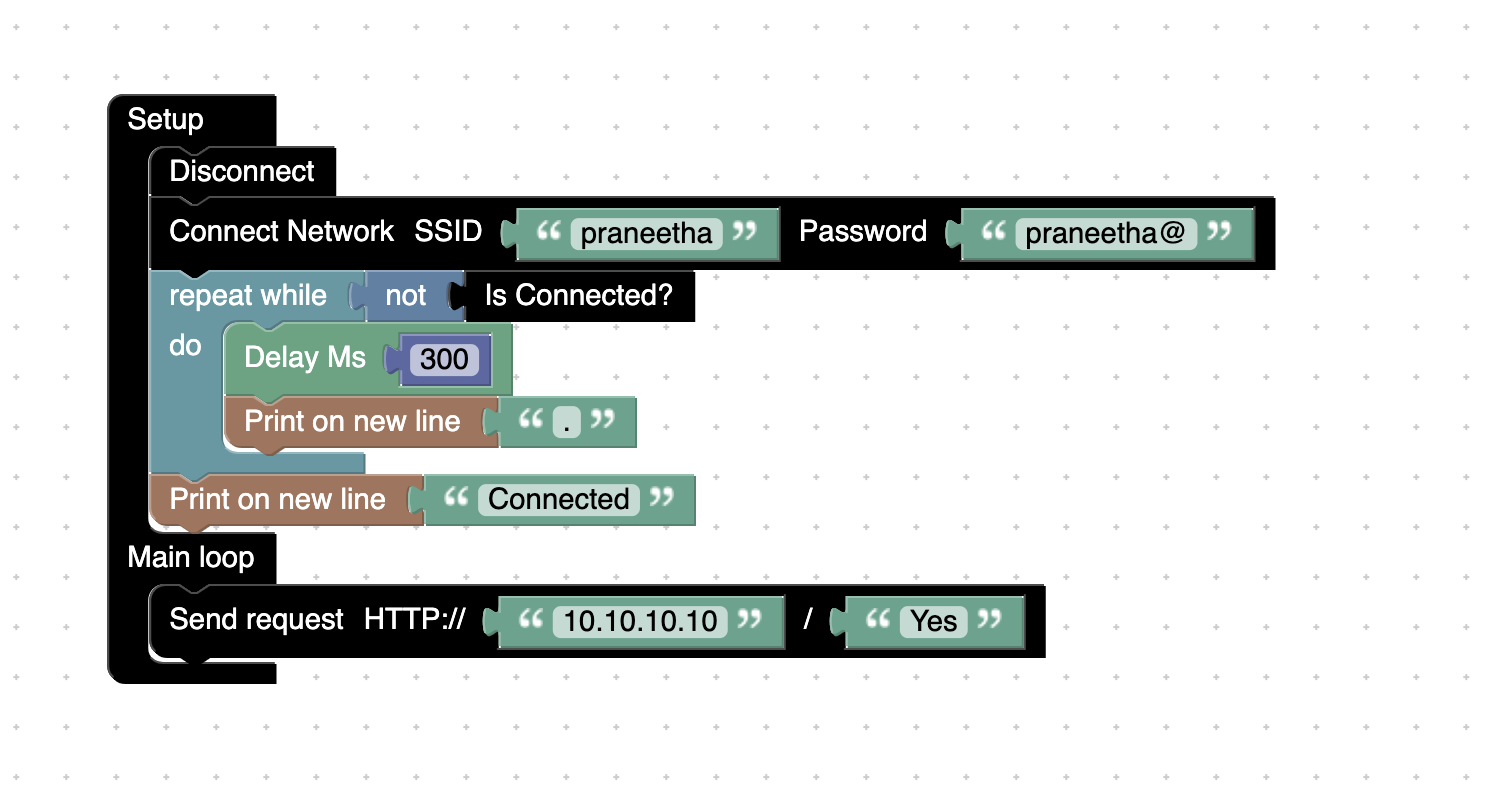 Setup
Disconnect
Connect Network SSID “ praneetha ” Password “ praneetha@ ”
repeat while not Is Connected?
do
Delay Ms 300
Print on new line “ . ”
Print on new line “ Connected ”
Main loop
Send request HTTP:// “ 10.10.10.10 ” / “ Yes ”